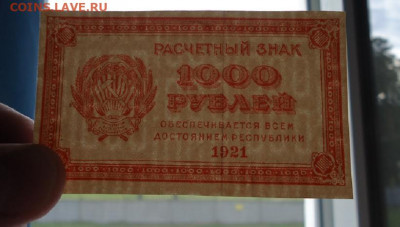 COINS.LAVE.RU
РАСЧЕТНЫЙ ЗНАК
1000
РУБЛЕЙ
ОБЕСПЕЧИВАЕТСЯ ВСЕМ
ДОСТОЯНИЕМ РЕСПУБЛИКИ
1921